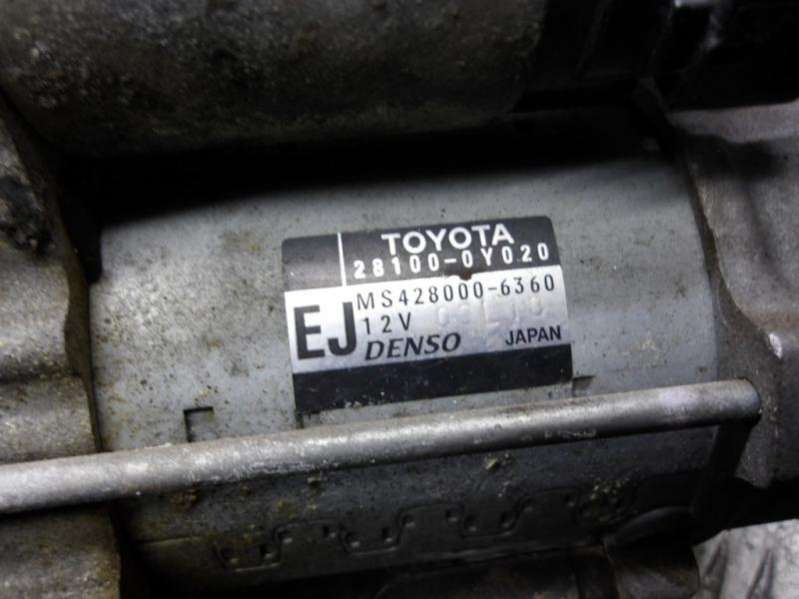 TOYOTA
28100-0Y020
EJ
MS428000-6360
12V
DENSO JAPAN